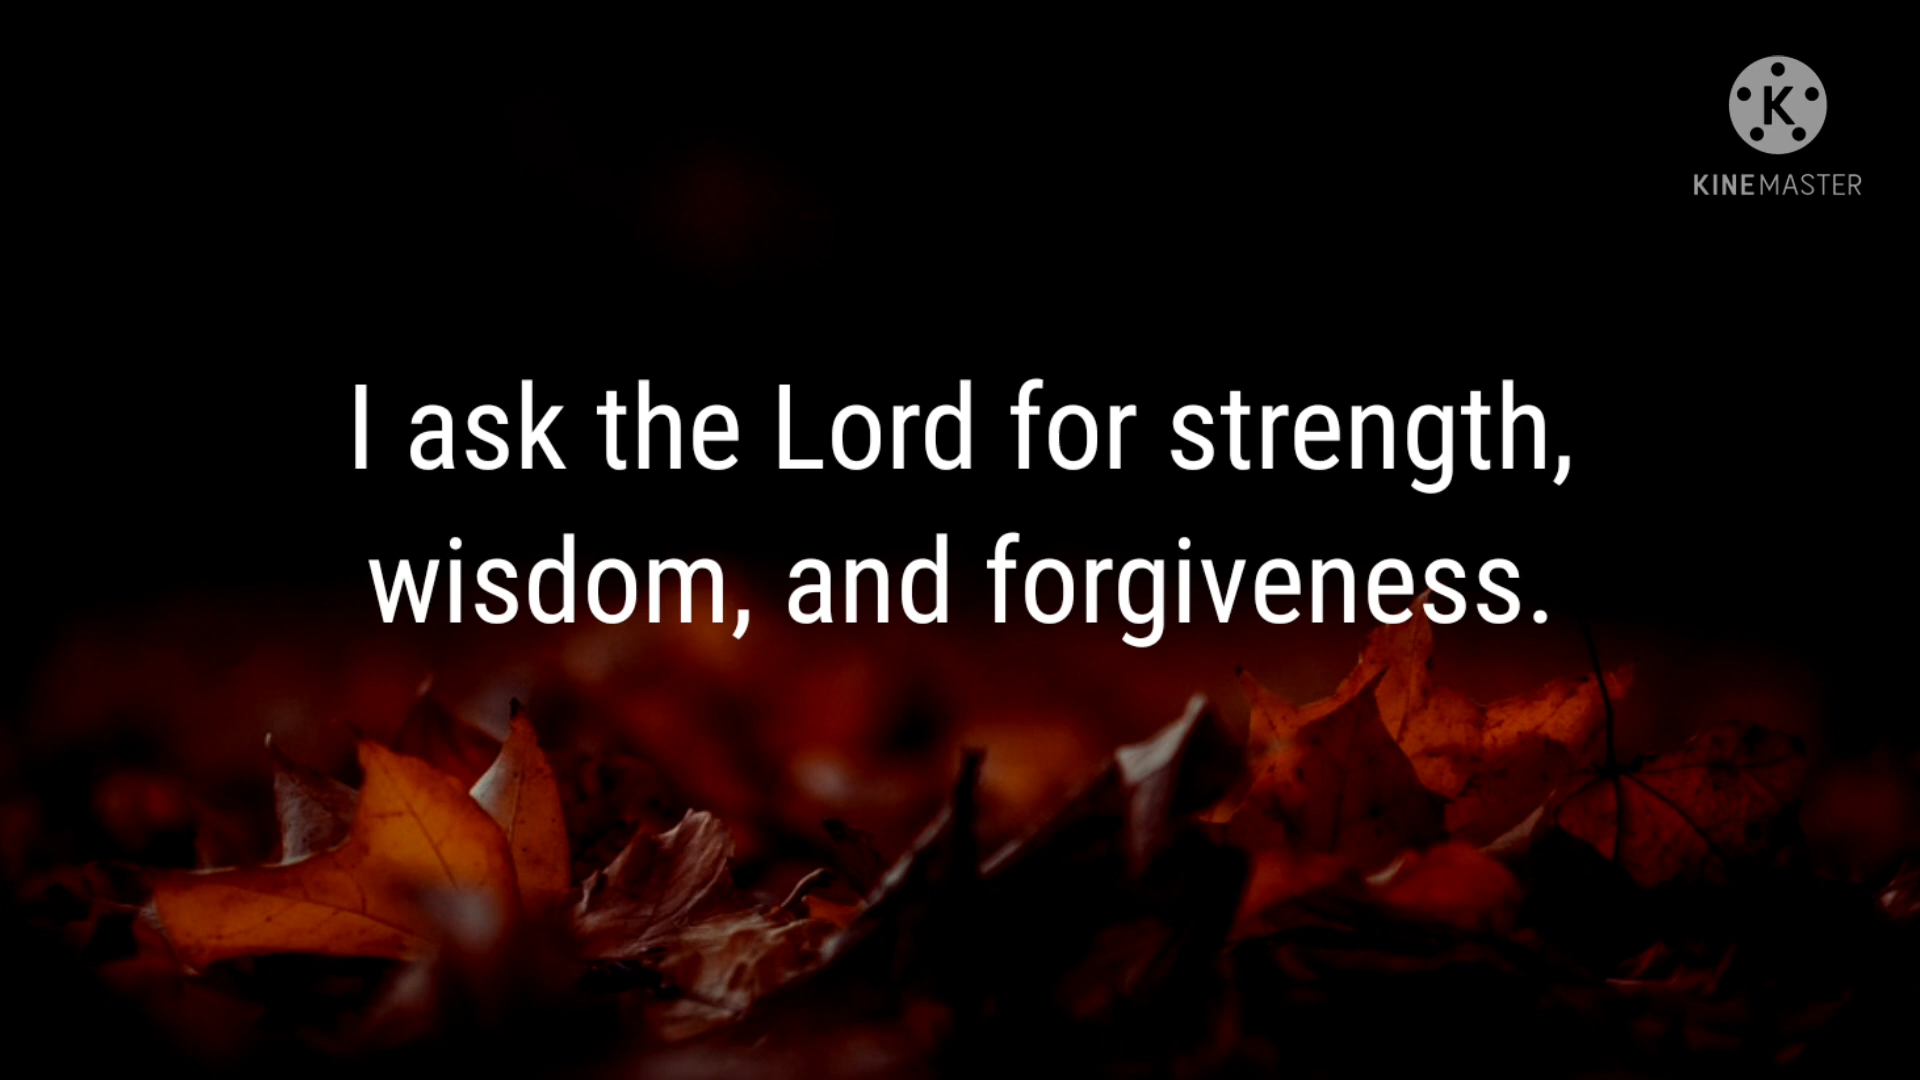 K
KINEMASTER
I ask the Lord for strength,
wisdom, and forgiveness.